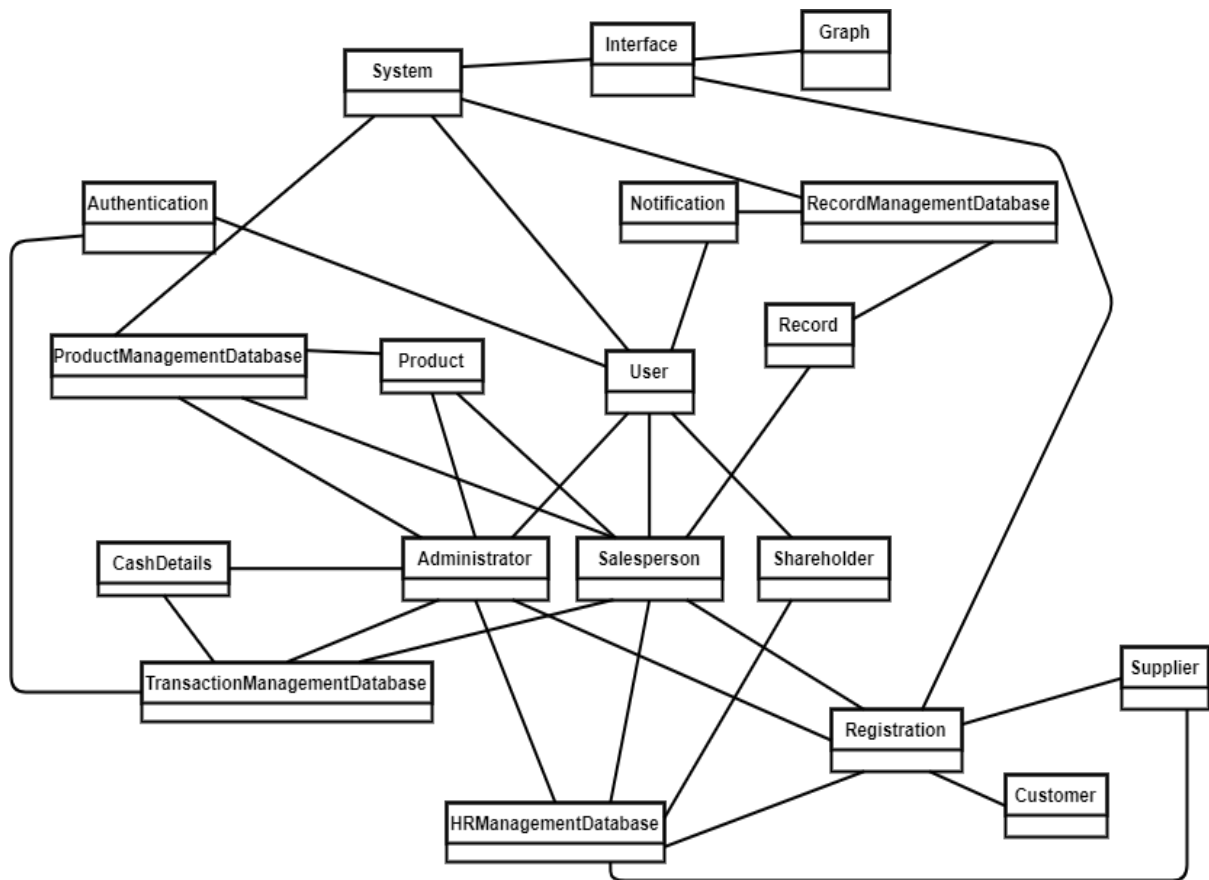 Graph
Interface
System
Authentication
Notification
RecordManagementDatabase
Record
ProductManagementDatabase
Product
User
CashDetails
Administrator
Salesperson
Shareholder
TransactionManagementDatabase
Supplier
Registration
Customer
HRManagementDatabase